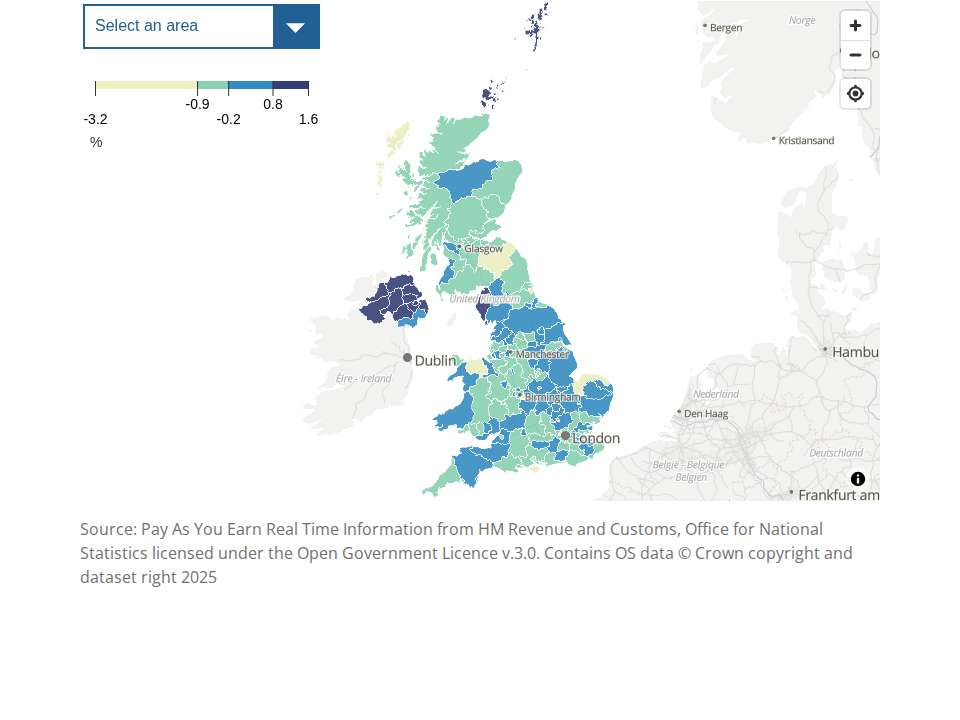 Select an area
-3.2
-0.9
-0.2
0.8
1.6
%
Norge
Bergen
Kristiansand
Glasgow
United Kingdom
Manchester
Dublin
Éire - Ireland
Birmingham
London
Hambu
Nederland
Den Haag
België - Belgique
Belgien
Deutschland
Frankfurt am
Source: Pay As You Earn Real Time Information from HM Revenue and Customs, Office for National
Statistics licensed under the Open Government Licence v.3.0. Contains OS data © Crown copyright and
dataset right 2025